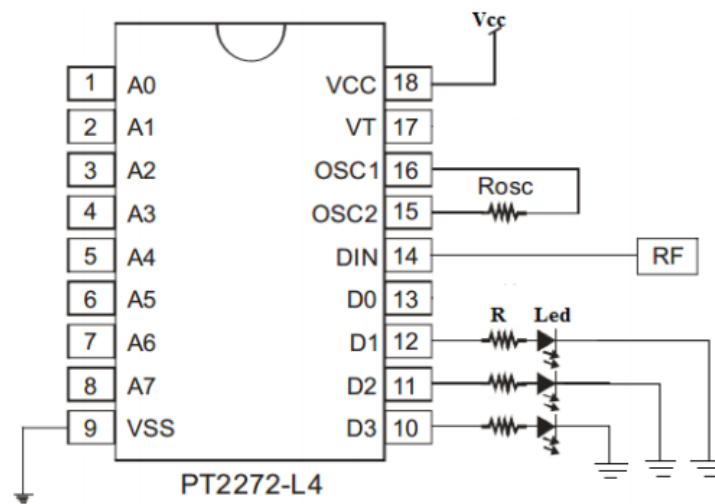 Vcc
1 A0 VCC 18
2 A1 VT 17
3 A2 OSC1 16
Rosc
4 A3 OSC2 15
5 A4 DIN 14 RF
6 A5 D0 13
R Led
7 A6 D1 12
8 A7 D2 11
9 VSS D3 10
PT2272-L4